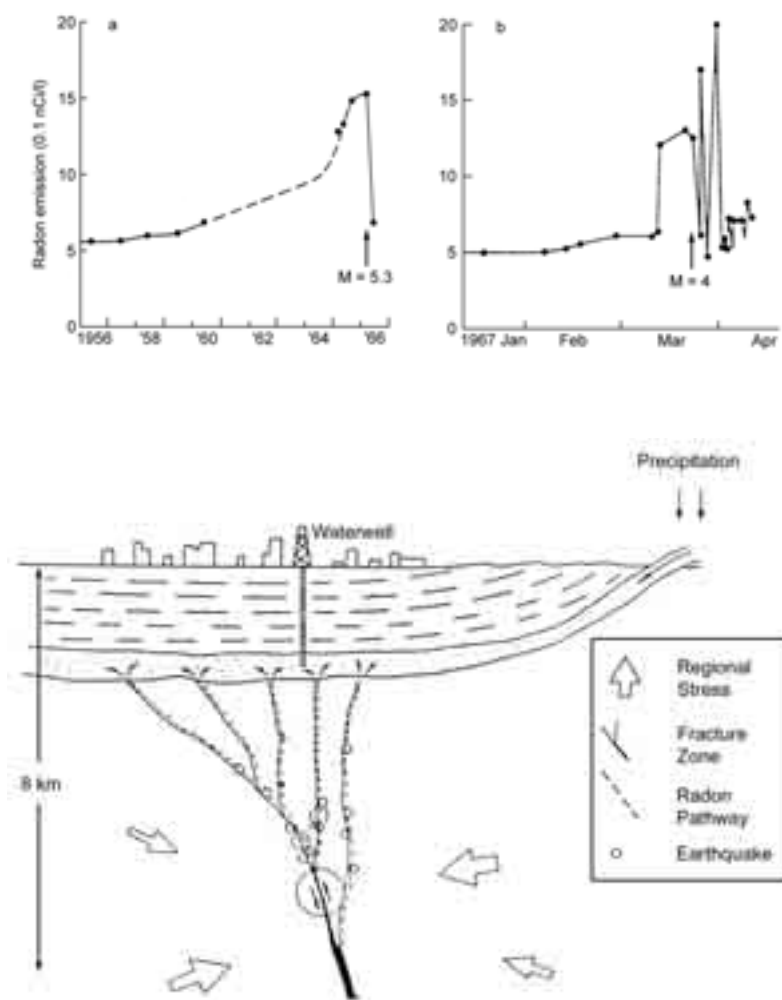 a
20
15
10
5
0
Radon emission (0.1 nCi/l)
M = 5.3
1956 '58 '60 '62 '64 '66
b
20
15
10
5
0
M = 4
1967 Jan Feb Mar Apr
Precipitation
Waterwell
8 km
Regional
Stress
Fracture
Zone
Radon
Pathway
Earthquake